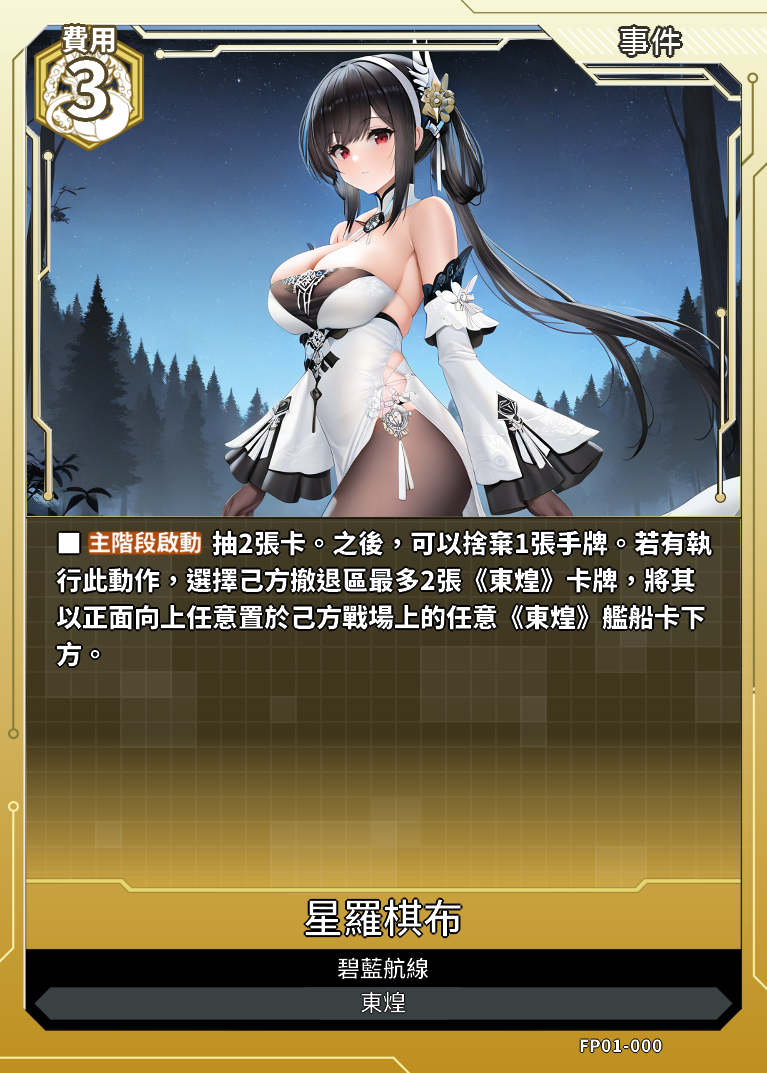 費用
3
事件
■ 主階段啟動 抽2張卡。之後，可以捨棄1張手牌。若有執
行此動作，選擇己方撤退區最多2張《東煌》卡牌，將其
以正面向上任意置於己方戰場上的任意《東煌》艦船卡下
方。
星羅棋布
碧藍航線
東煌
FP01-000